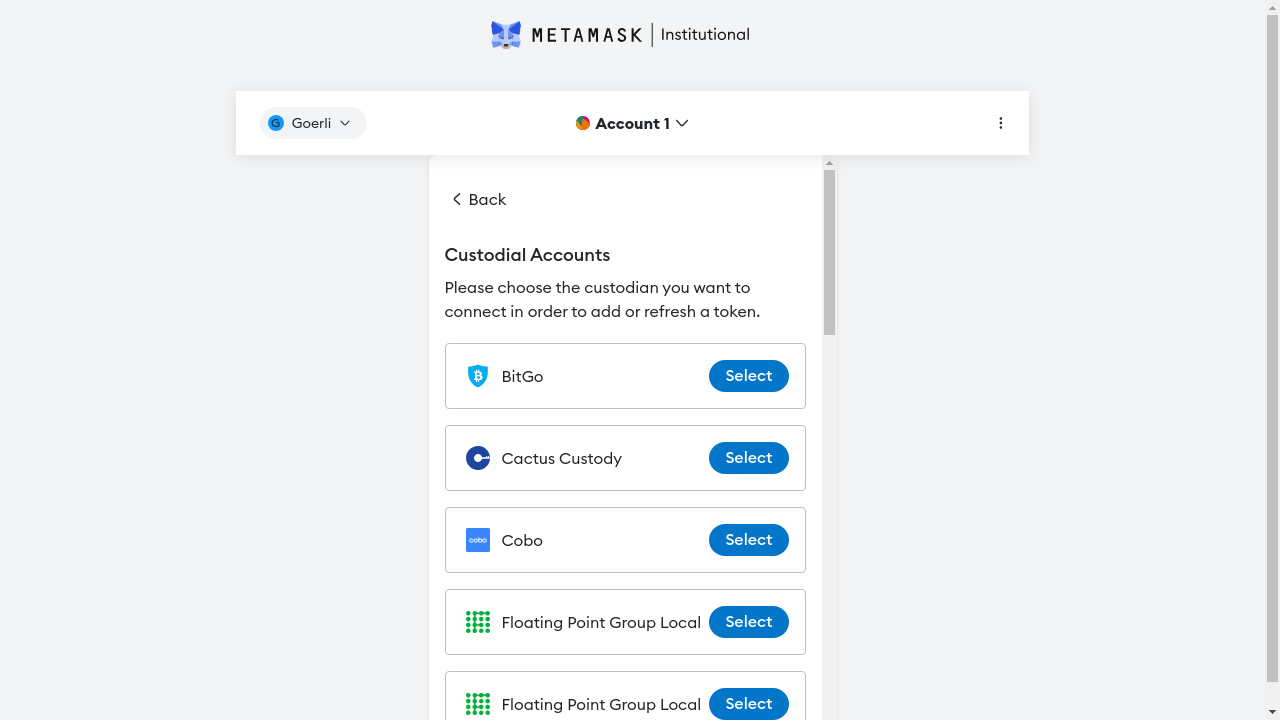 METAMASK | Institutional
G Goerli
Account 1
Back
Custodial Accounts
Please choose the custodian you want to
connect in order to add or refresh a token.
BitGo Select
Cactus Custody Select
cobo Cobo Select
Floating Point Group Local Select
Floating Point Group Local Select